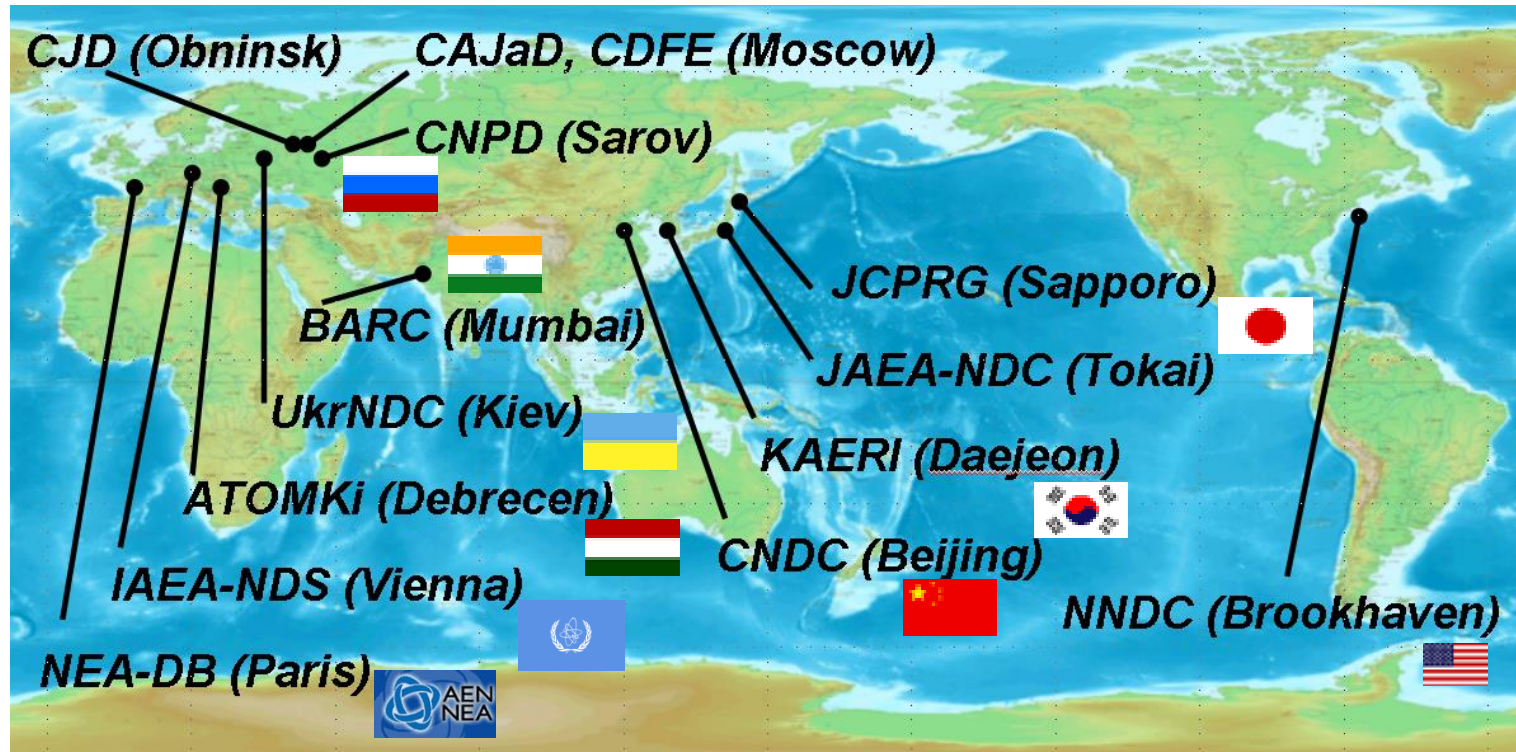 CJD (Obninsk)
CAJaD, CDFE (Moscow)
CNPD (Sarov)
BARC (Mumbai)
JCPRG (Sapporo)
JAEA-NDC (Tokai)
UkrNDC (Kiev)
KAERI (Daejeon)
ATOMKi (Debrecen)
CNDC (Beijing)
IAEA-NDS (Vienna)
NNDC (Brookhaven)
NEA-DB (Paris)
AEN
NEA